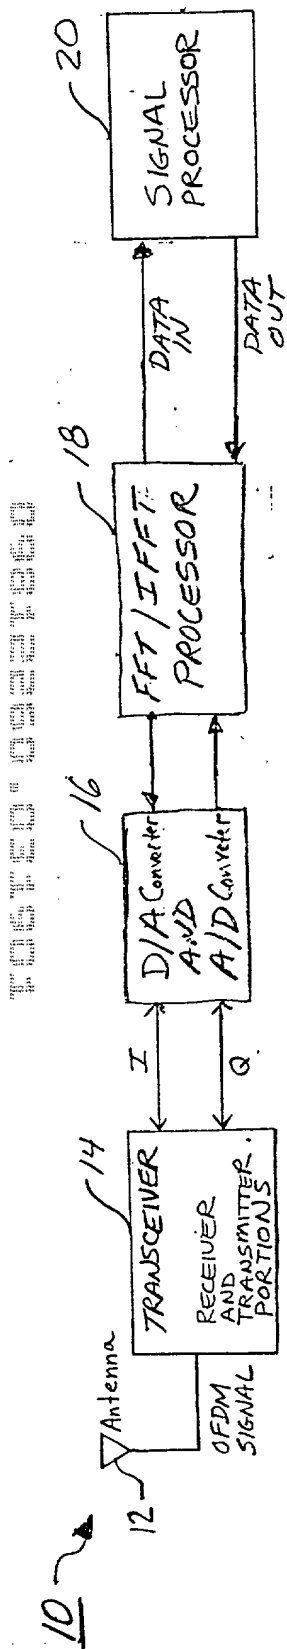 10
12
Antenna
OFDM
SIGNAL
14
TRANSCEIVER
RECEIVER
AND
TRANSMITTER.
PORTIONS
I
Q.
16
D/A Converter
AND
A/D Conveter
18
FFT/IFFT
PROCESSOR
DATA
IN
DATA
OUT
20
SIGNAL
PROCESSOR